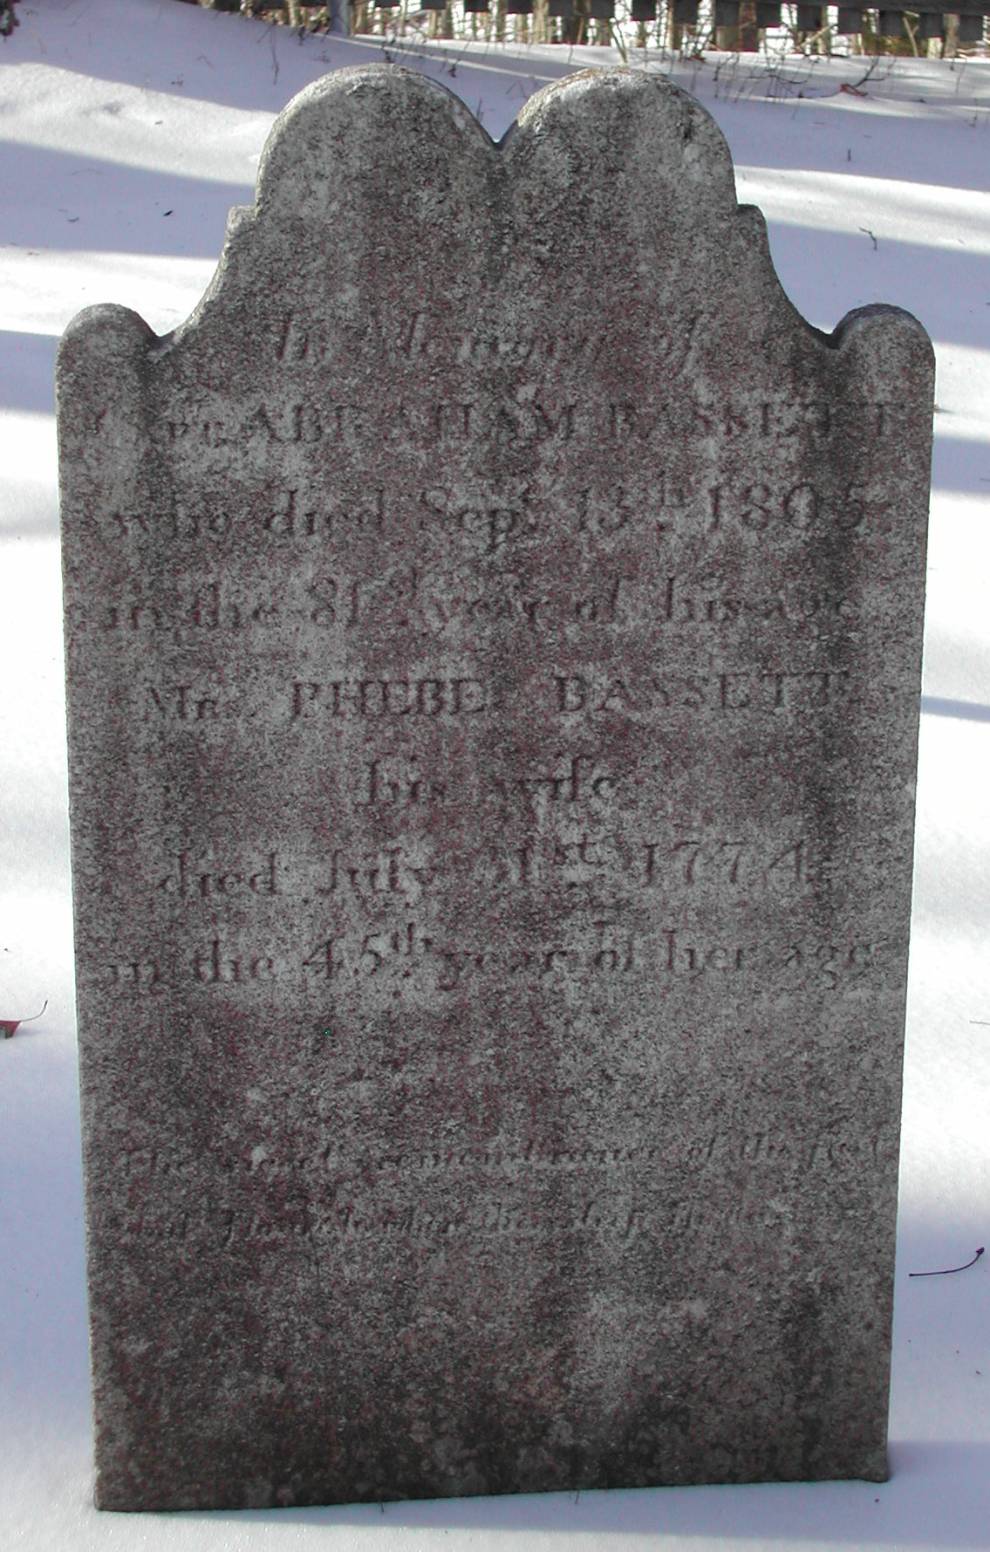 In Memory of
Capt. ABRAHAM BASSETT
who died Sept. 13th. 1805
in the 81st year of his age
Mrs. PHEBE BASSETT
his wife
died July 31st. 1774.
in the 45th. year of her age
The sweet remembrance of the just
shall flourish when they sleep in dust